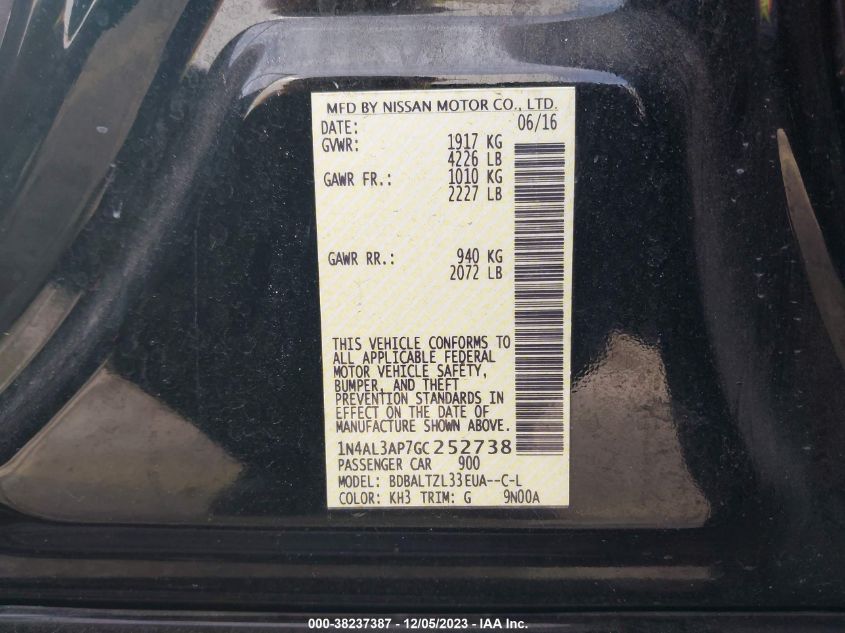 MFD BY NISSAN MOTOR CO., LTD.
DATE: 06/16
GVWR: 1917 KG
4226 LB
GAWR FR.: 1010 KG
2227 LB
GAWR RR.: 940 KG
2072 LB
THIS VEHICLE CONFORMS TO
ALL APPLICABLE FEDERAL
MOTOR VEHICLE SAFETY,
BUMPER, AND THEFT
PREVENTION STANDARDS IN
EFFECT ON THE DATE OF
MANUFACTURE SHOWN ABOVE.
1N4AL3AP7GC252738
PASSENGER CAR 900
MODEL: BDBALTZL33EUA--C-L
COLOR: KH3 TRIM: G 9N00A
000-38237387 - 12/05/2023 - IAA Inc.